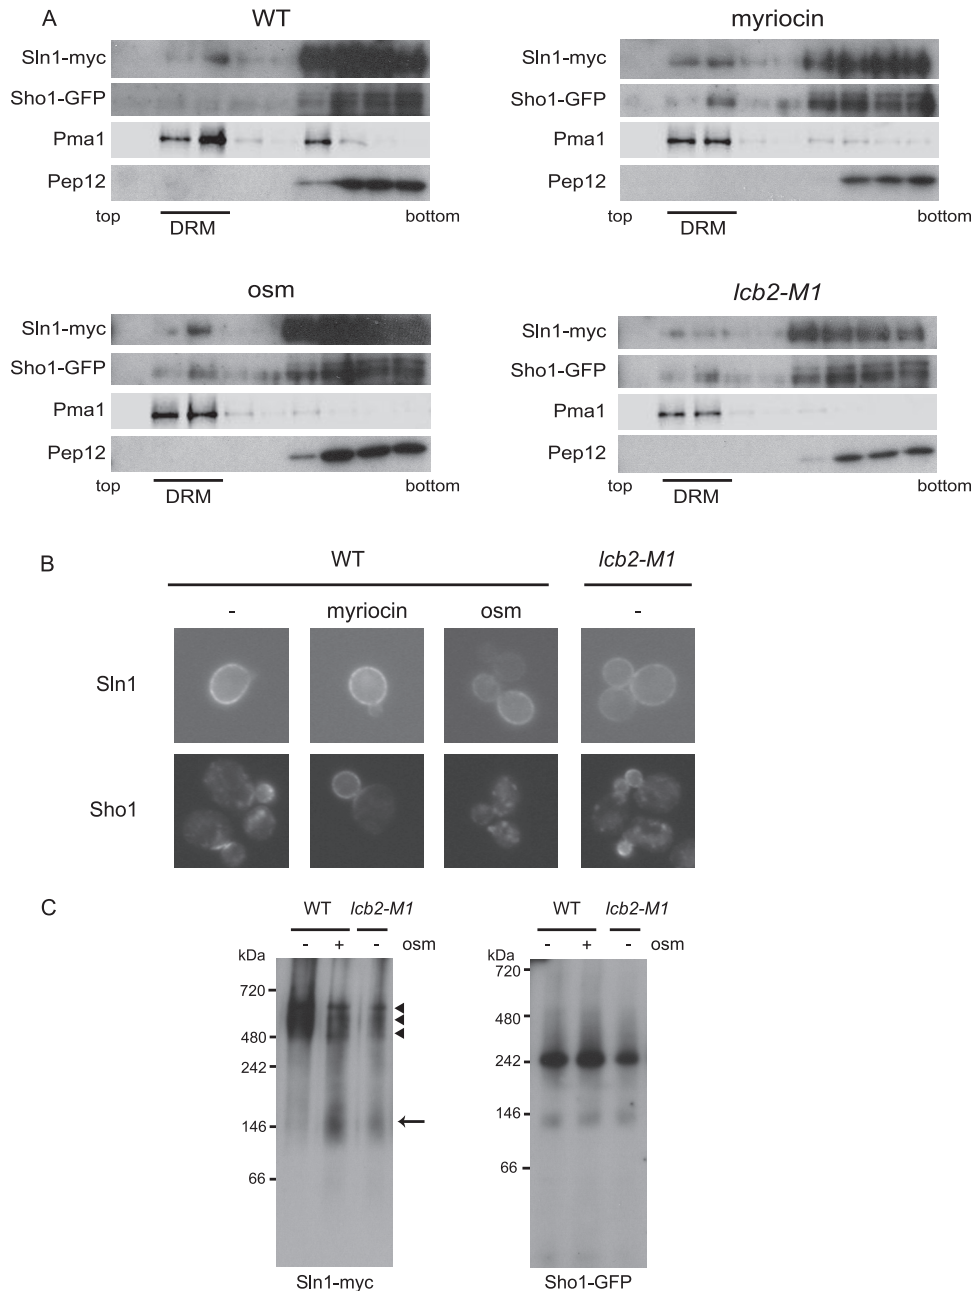 A
WT
Sln1-myc
Sho1-GFP
Pma1
Pep12
top
DRM
bottom
myriocin
Sln1-myc
Sho1-GFP
Pma1
Pep12
top
DRM
bottom
osm
Sln1-myc
Sho1-GFP
Pma1
Pep12
top
DRM
bottom
lcb2-M1
Sln1-myc
Sho1-GFP
Pma1
Pep12
top
DRM
bottom
B
WT
lcb2-M1
- myriocin osm -
Sln1
Sho1
C
WT lcb2-M1
- + - osm
kDa
720
480
242
146
66
Sln1-myc
WT lcb2-M1
- + - osm
kDa
720
480
242
146
66
Sho1-GFP